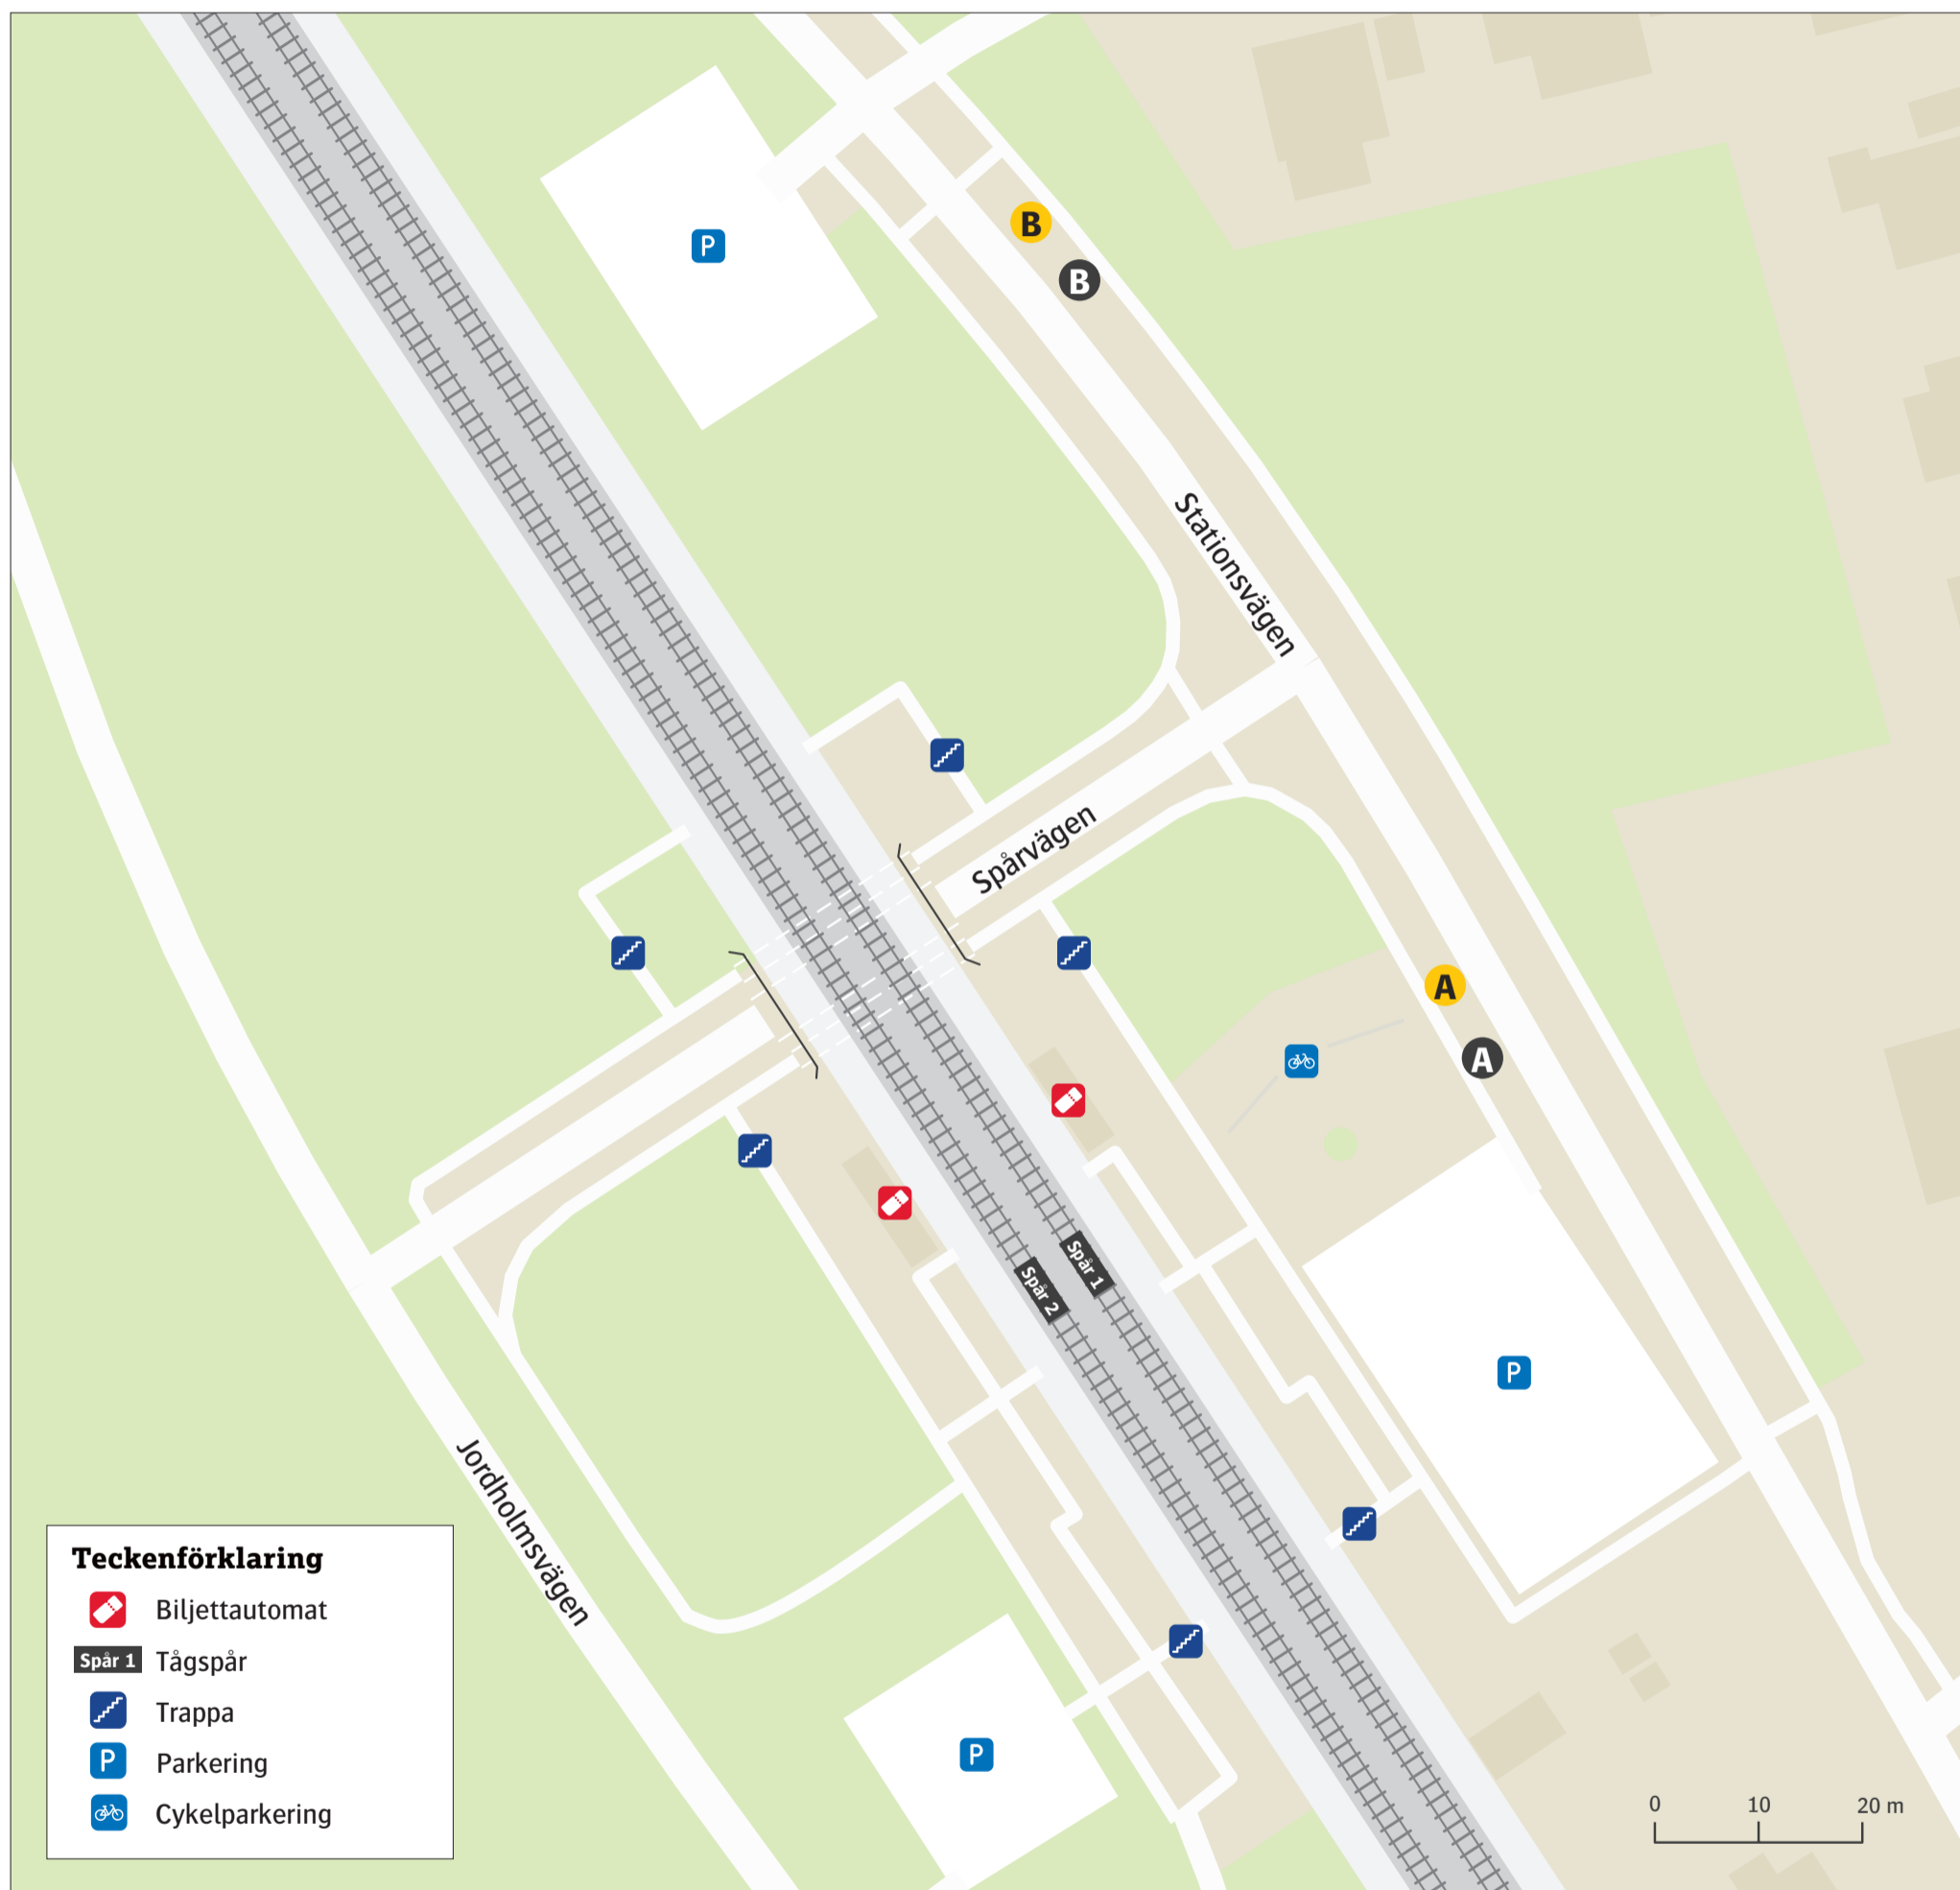 P
B
B
Stationsvägen
Spårvägen
A
A
Spår 1
Spår 2
P
Jordholmsvägen
P
Teckenförklaring
Biljettautomat
Spår 1 Tågspår
Trappa
P Parkering
Cykelparkering
0 10 20 m